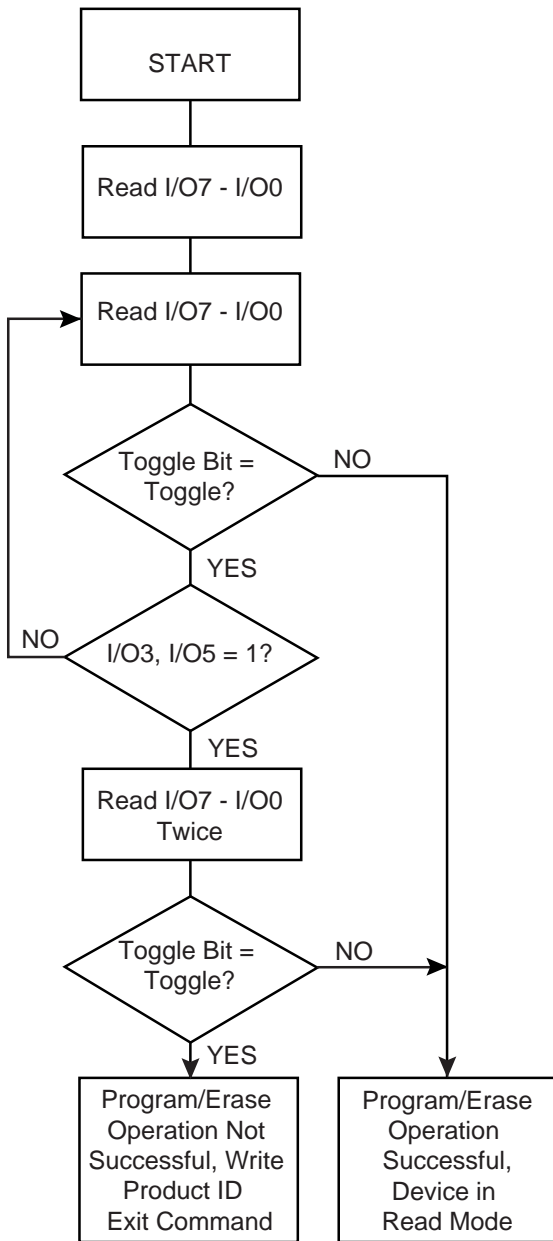 START
Read I/O7 - I/O0
Read I/O7 - I/O0
Toggle Bit =
Toggle?
NO
YES
NO
I/O3, I/O5 = 1?
YES
Read I/O7 - I/O0
Twice
Toggle Bit =
Toggle?
NO
YES
Program/Erase
Operation Not
Successful, Write
Product ID
Exit Command
Program/Erase
Operation
Successful,
Device in
Read Mode